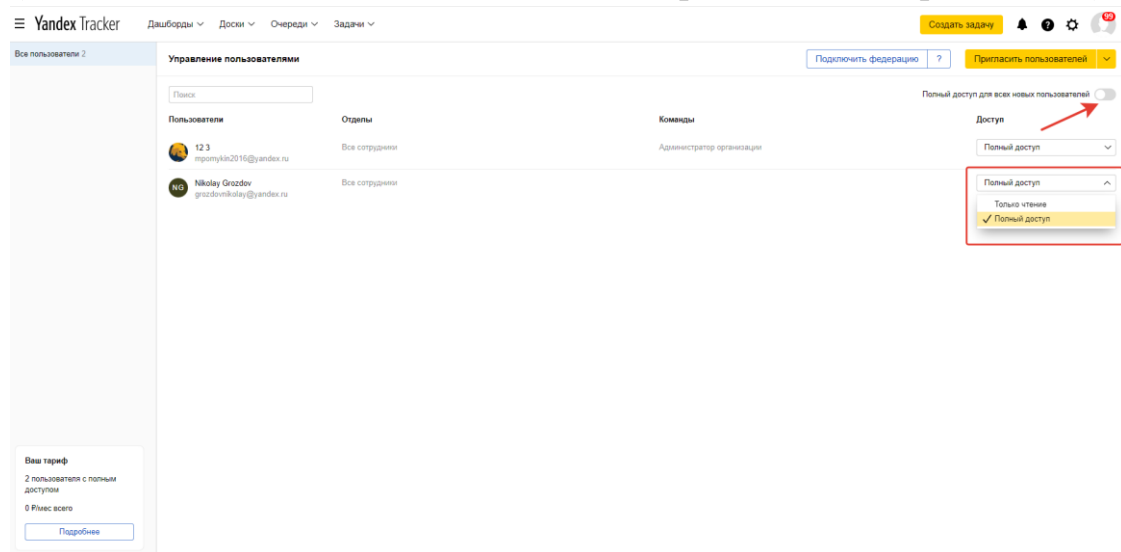 Yandex Tracker
Дашборды Доски Очереди Задачи
Создать задачу
99
Все пользователи 2
Управление пользователями
Подключить федерацию ?
Пригласить пользователей
Поиск
Полный доступ для всех новых пользователей
Пользователи Отделы Команды Доступ
12 3
mpomykin2016@yandex.ru
Все сотрудники
Администратор организации
Полный доступ
NG
Nikolay Grozdov
grozdovnikolay@yandex.ru
Все сотрудники
Полный доступ
Только чтение
Полный доступ
Ваш тариф
2 пользователя с полным
доступом
0 ₽/мес всего
Подробнее